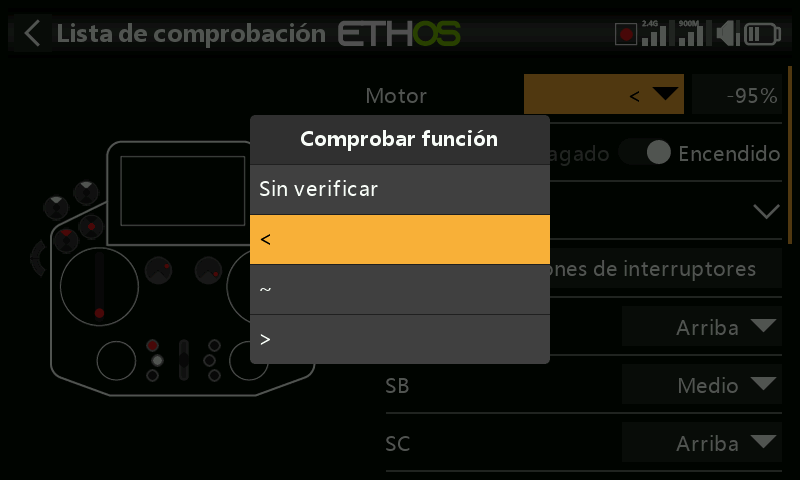 Lista de comprobación ETHOS 2.4G 900M
Motor < -95%
Comprobar función
Sin verificar
<
~
>
agado Encendido
ones de interruptores
Arriba
SB Medio
SC Arriba